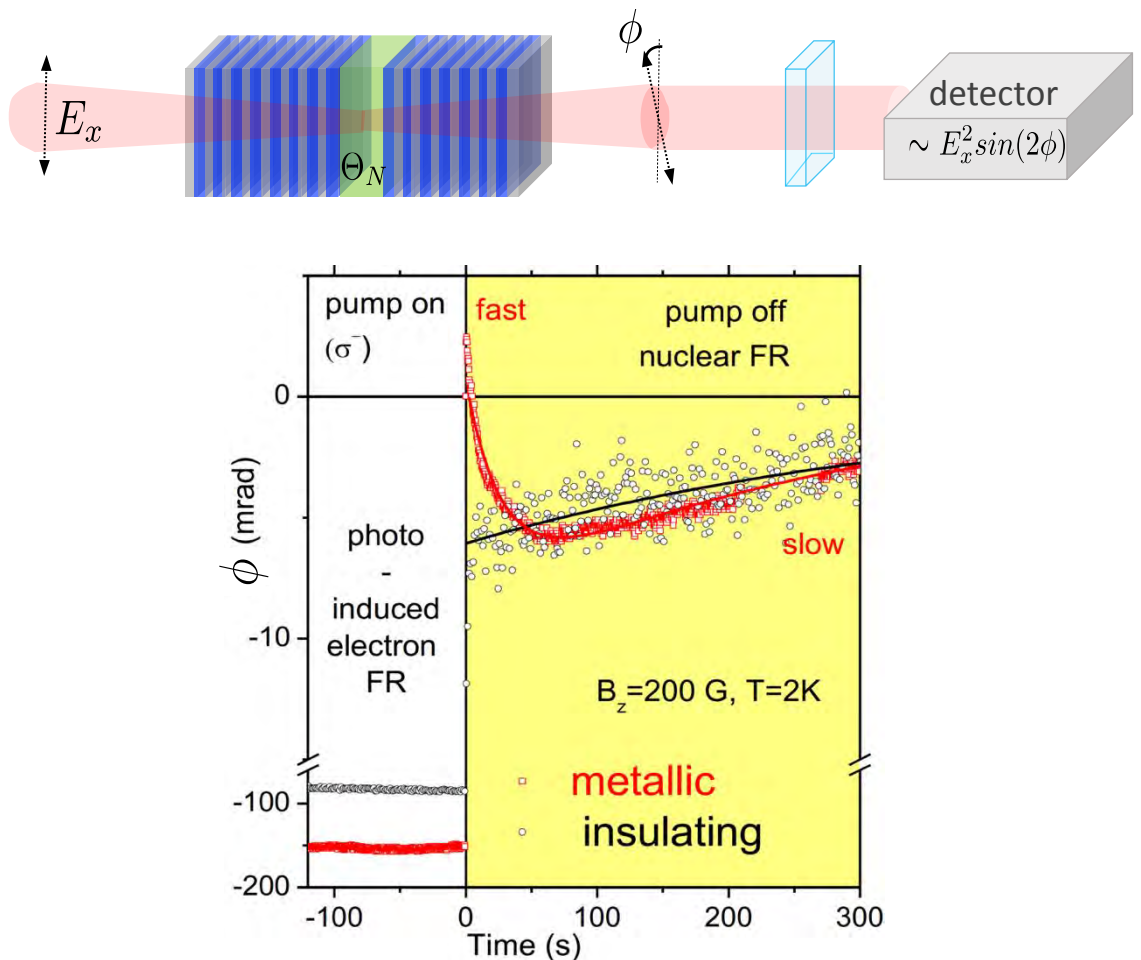 E_x
Θ_N
ϕ
detector
∼ E_x^2 sin(2ϕ)
pump on
(σ^-)
fast
pump off
nuclear FR
photo
-
induced
electron
FR
slow
B_z=200 G, T=2K
metallic
insulating
ϕ (mrad)
0
-10
-100
-200
-100
0
100
200
300
Time (s)